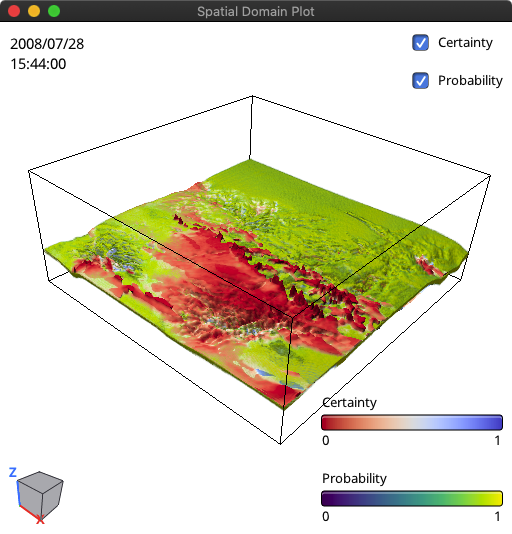 Spatial Domain Plot
2008/07/28
15:44:00
Certainty
Probability
Certainty
0 1
Probability
0 1
Z
X